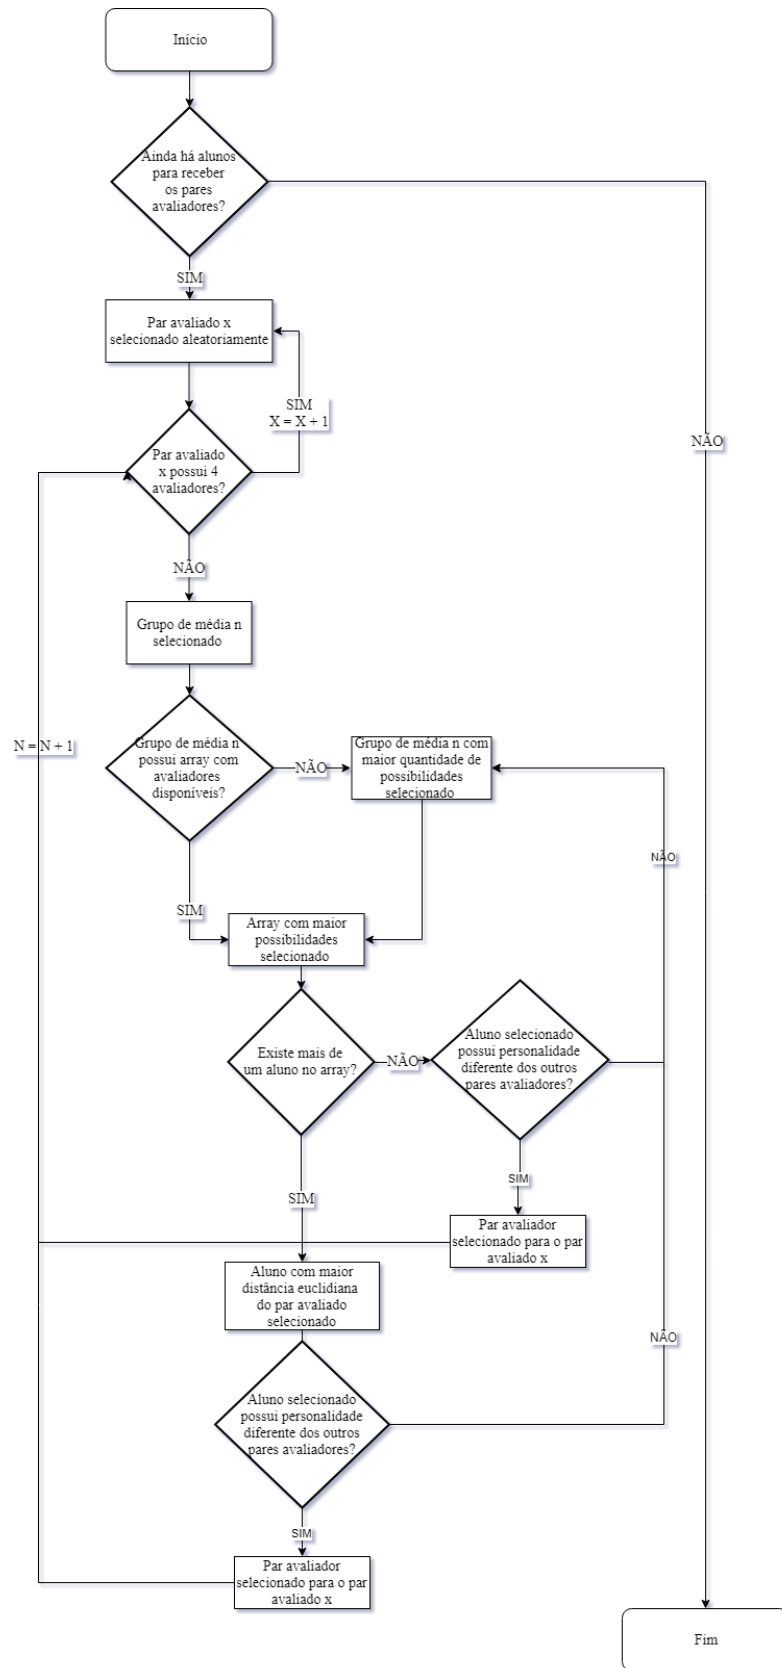 Início
Ainda há alunos
para receber
os pares
avaliadores?
SIM
Par avaliado x
selecionado aleatoriamente
SIM
X = X + 1
NÃO
Par avaliado
x possui 4
avaliadores?
NÃO
Grupo de média n
selecionado
N = N + 1
Grupo de média n
possui array com
avaliadores
disponíveis?
NÃO
Grupo de média n com
maior quantidade de
possibilidades
selecionado
NÃO
SIM
Array com maior
possibilidades
selecionado
Existe mais de
um aluno no array?
NÃO
Aluno selecionado
possui personalidade
diferente dos outros
pares avaliadores?
SIM
SIM
Par avaliador
selecionado para o par
avaliado x
Aluno com maior
distância euclidiana
do par avaliado
selecionado
NÃO
Aluno selecionado
possui personalidade
diferente dos outros
pares avaliadores?
SIM
Par avaliador
selecionado para o par
avaliado x
Fim